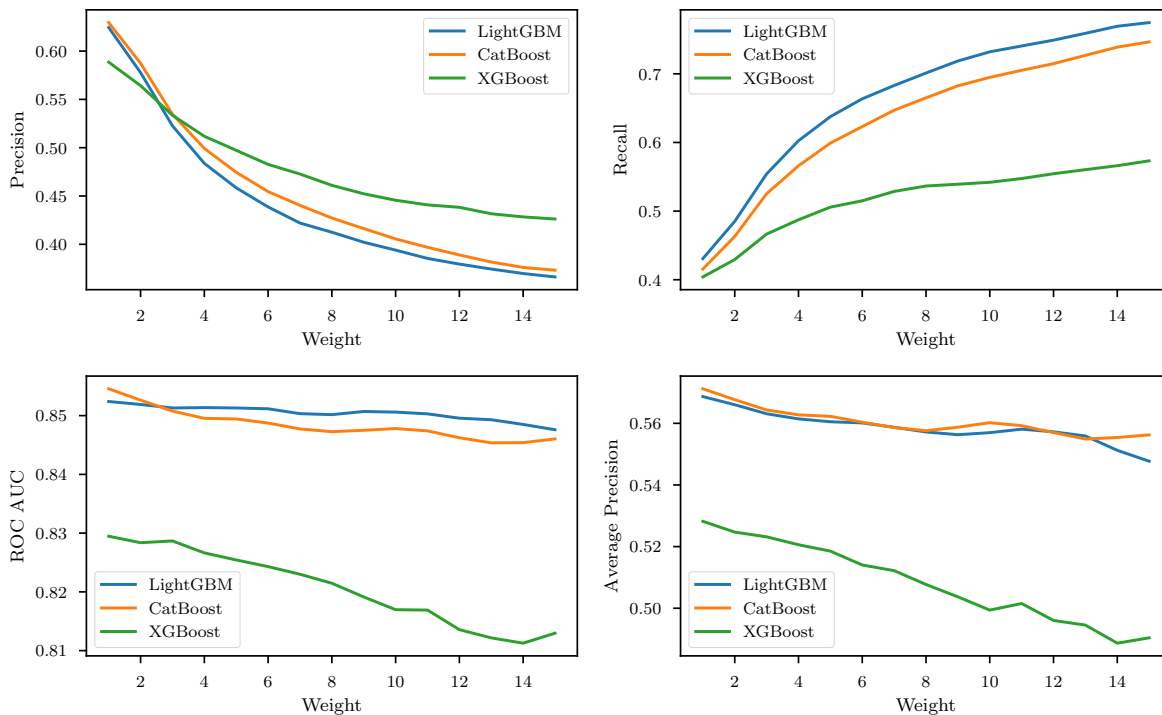 0.60
0.55
0.50
0.45
0.40
Precision
LightGBM
CatBoost
XGBoost
2 4 6 8 10 12 14
Weight
0.7
0.6
0.5
0.4
Recall
LightGBM
CatBoost
XGBoost
2 4 6 8 10 12 14
Weight
0.85
0.84
0.83
0.82
0.81
ROC AUC
LightGBM
CatBoost
XGBoost
2 4 6 8 10 12 14
Weight
0.56
0.54
0.52
0.50
Average Precision
LightGBM
CatBoost
XGBoost
2 4 6 8 10 12 14
Weight